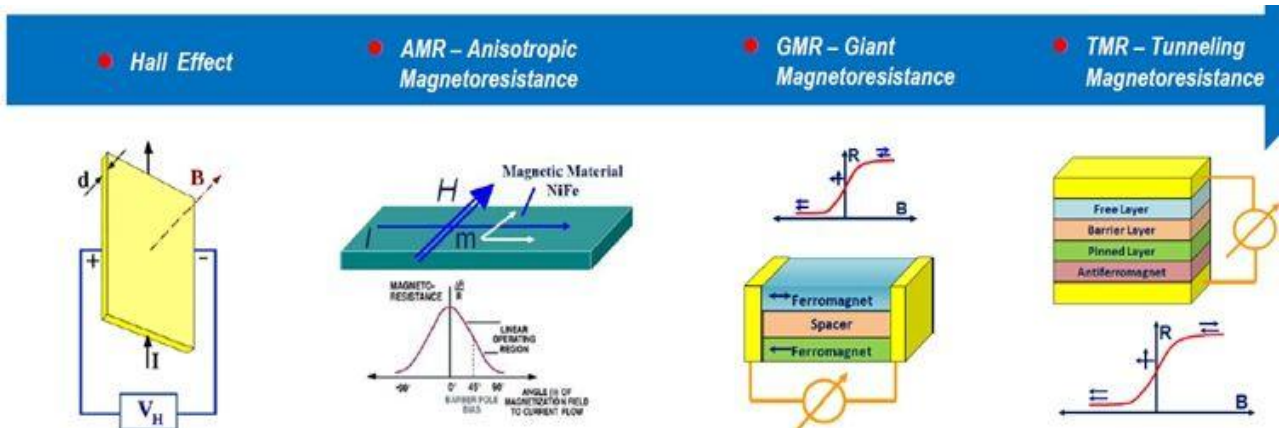 Hall Effect
AMR – Anisotropic
Magnetoresistance
GMR – Giant
Magnetoresistance
TMR – Tunneling
Magnetoresistance
d
B
+
-
I
V_H
H
Magnetic Material
NiFe
I
m
MAGNETO-
RESISTANCE
LINEAR
OPERATING
REGION
-90°
0°
45°
90°
BARBER POLE
BIAS
ANGLE (H) OF
MAGNETIZATION FIELD
TO CURRENT FLOW
R
B
Ferromagnet
Spacer
Ferromagnet
Free Layer
Barrier Layer
Pinned Layer
Antiferromagnet
R
B